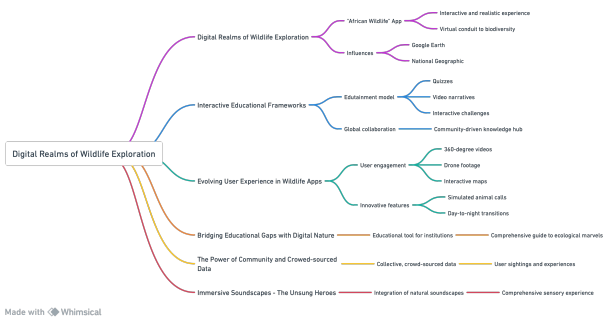 Digital Realms of Wildlife Exploration
Digital Realms of Wildlife Exploration
"African Wildlife" App
Interactive and realistic experience
Virtual conduit to biodiversity
Influences
Google Earth
National Geographic
Interactive Educational Frameworks
Edutainment model
Quizzes
Video narratives
Interactive challenges
Global collaboration
Community-driven knowledge hub
Evolving User Experience in Wildlife Apps
User engagement
360-degree videos
Drone footage
Interactive maps
Innovative features
Simulated animal calls
Day-to-night transitions
Bridging Educational Gaps with Digital Nature
Educational tool for institutions
Comprehensive guide to ecological marvels
The Power of Community and Crowed-sourced
Data
Collective, crowd-sourced data
User sightings and experiences
Immersive Soundscapes - The Unsung Heroes
Integration of natural soundscapes
Comprehensive sensory experience
Made with Whimsical